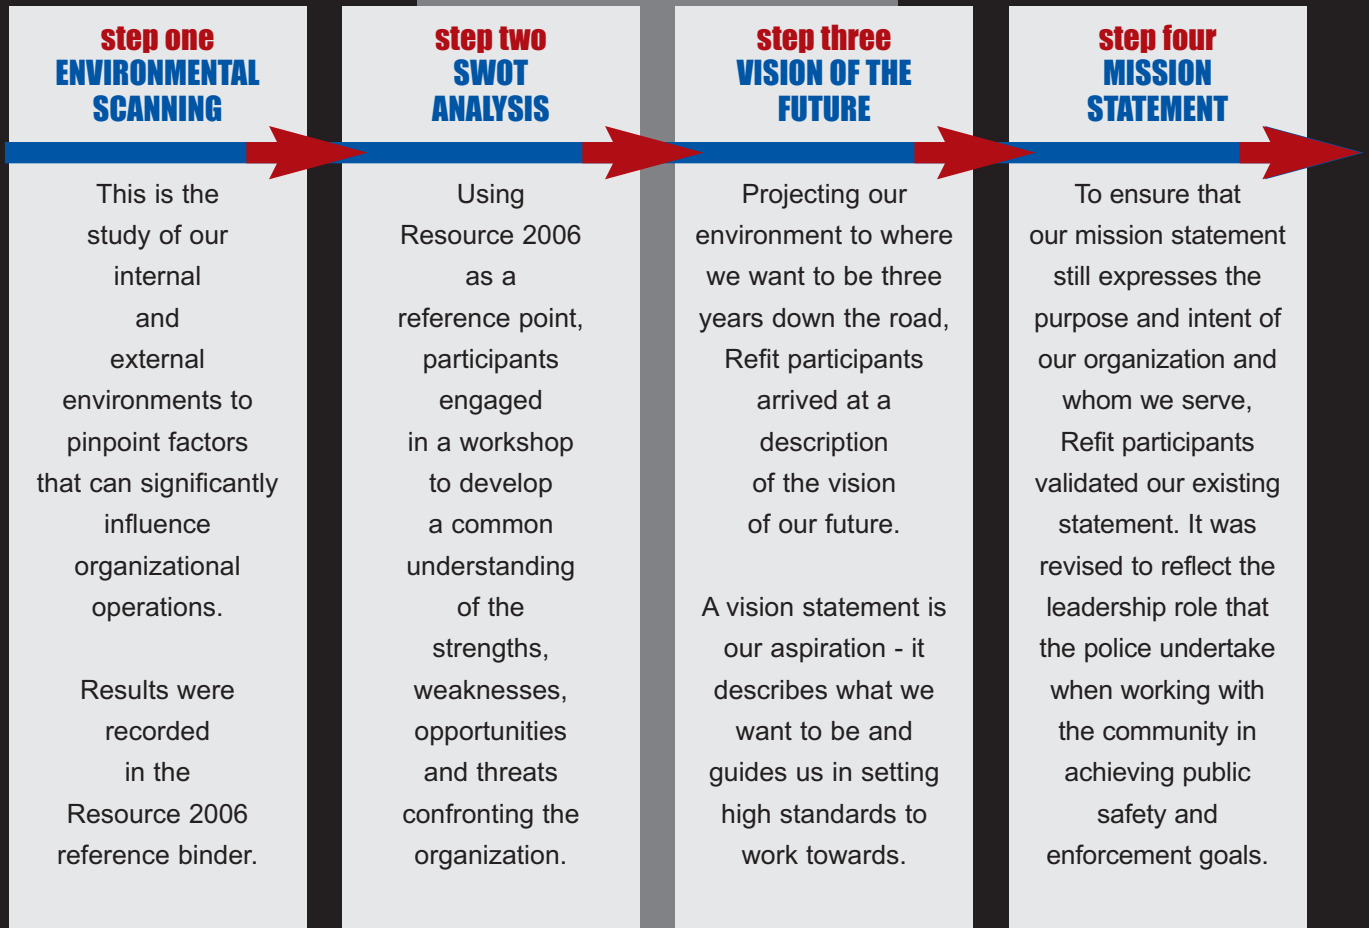 step one
ENVIRONMENTAL
SCANNING
This is the
study of our
internal
and
external
environments to
pinpoint factors
that can significantly
influence
organizational
operations.
Results were
recorded
in the
Resource 2006
reference binder.
step two
SWOT
ANALYSIS
Using
Resource 2006
as a
reference point,
participants
engaged
in a workshop
to develop
a common
understanding
of the
strengths,
weaknesses,
opportunities
and threats
confronting the
organization.
step three
VISION OF THE
FUTURE
Projecting our
environment to where
we want to be three
years down the road,
Refit participants
arrived at a
description
of the vision
of our future.
A vision statement is
our aspiration - it
describes what we
want to be and
guides us in setting
high standards to
work towards.
step four
MISSION
STATEMENT
To ensure that
our mission statement
still expresses the
purpose and intent of
our organization and
whom we serve,
Refit participants
validated our existing
statement. It was
revised to reflect the
leadership role that
the police undertake
when working with
the community in
achieving public
safety and
enforcement goals.